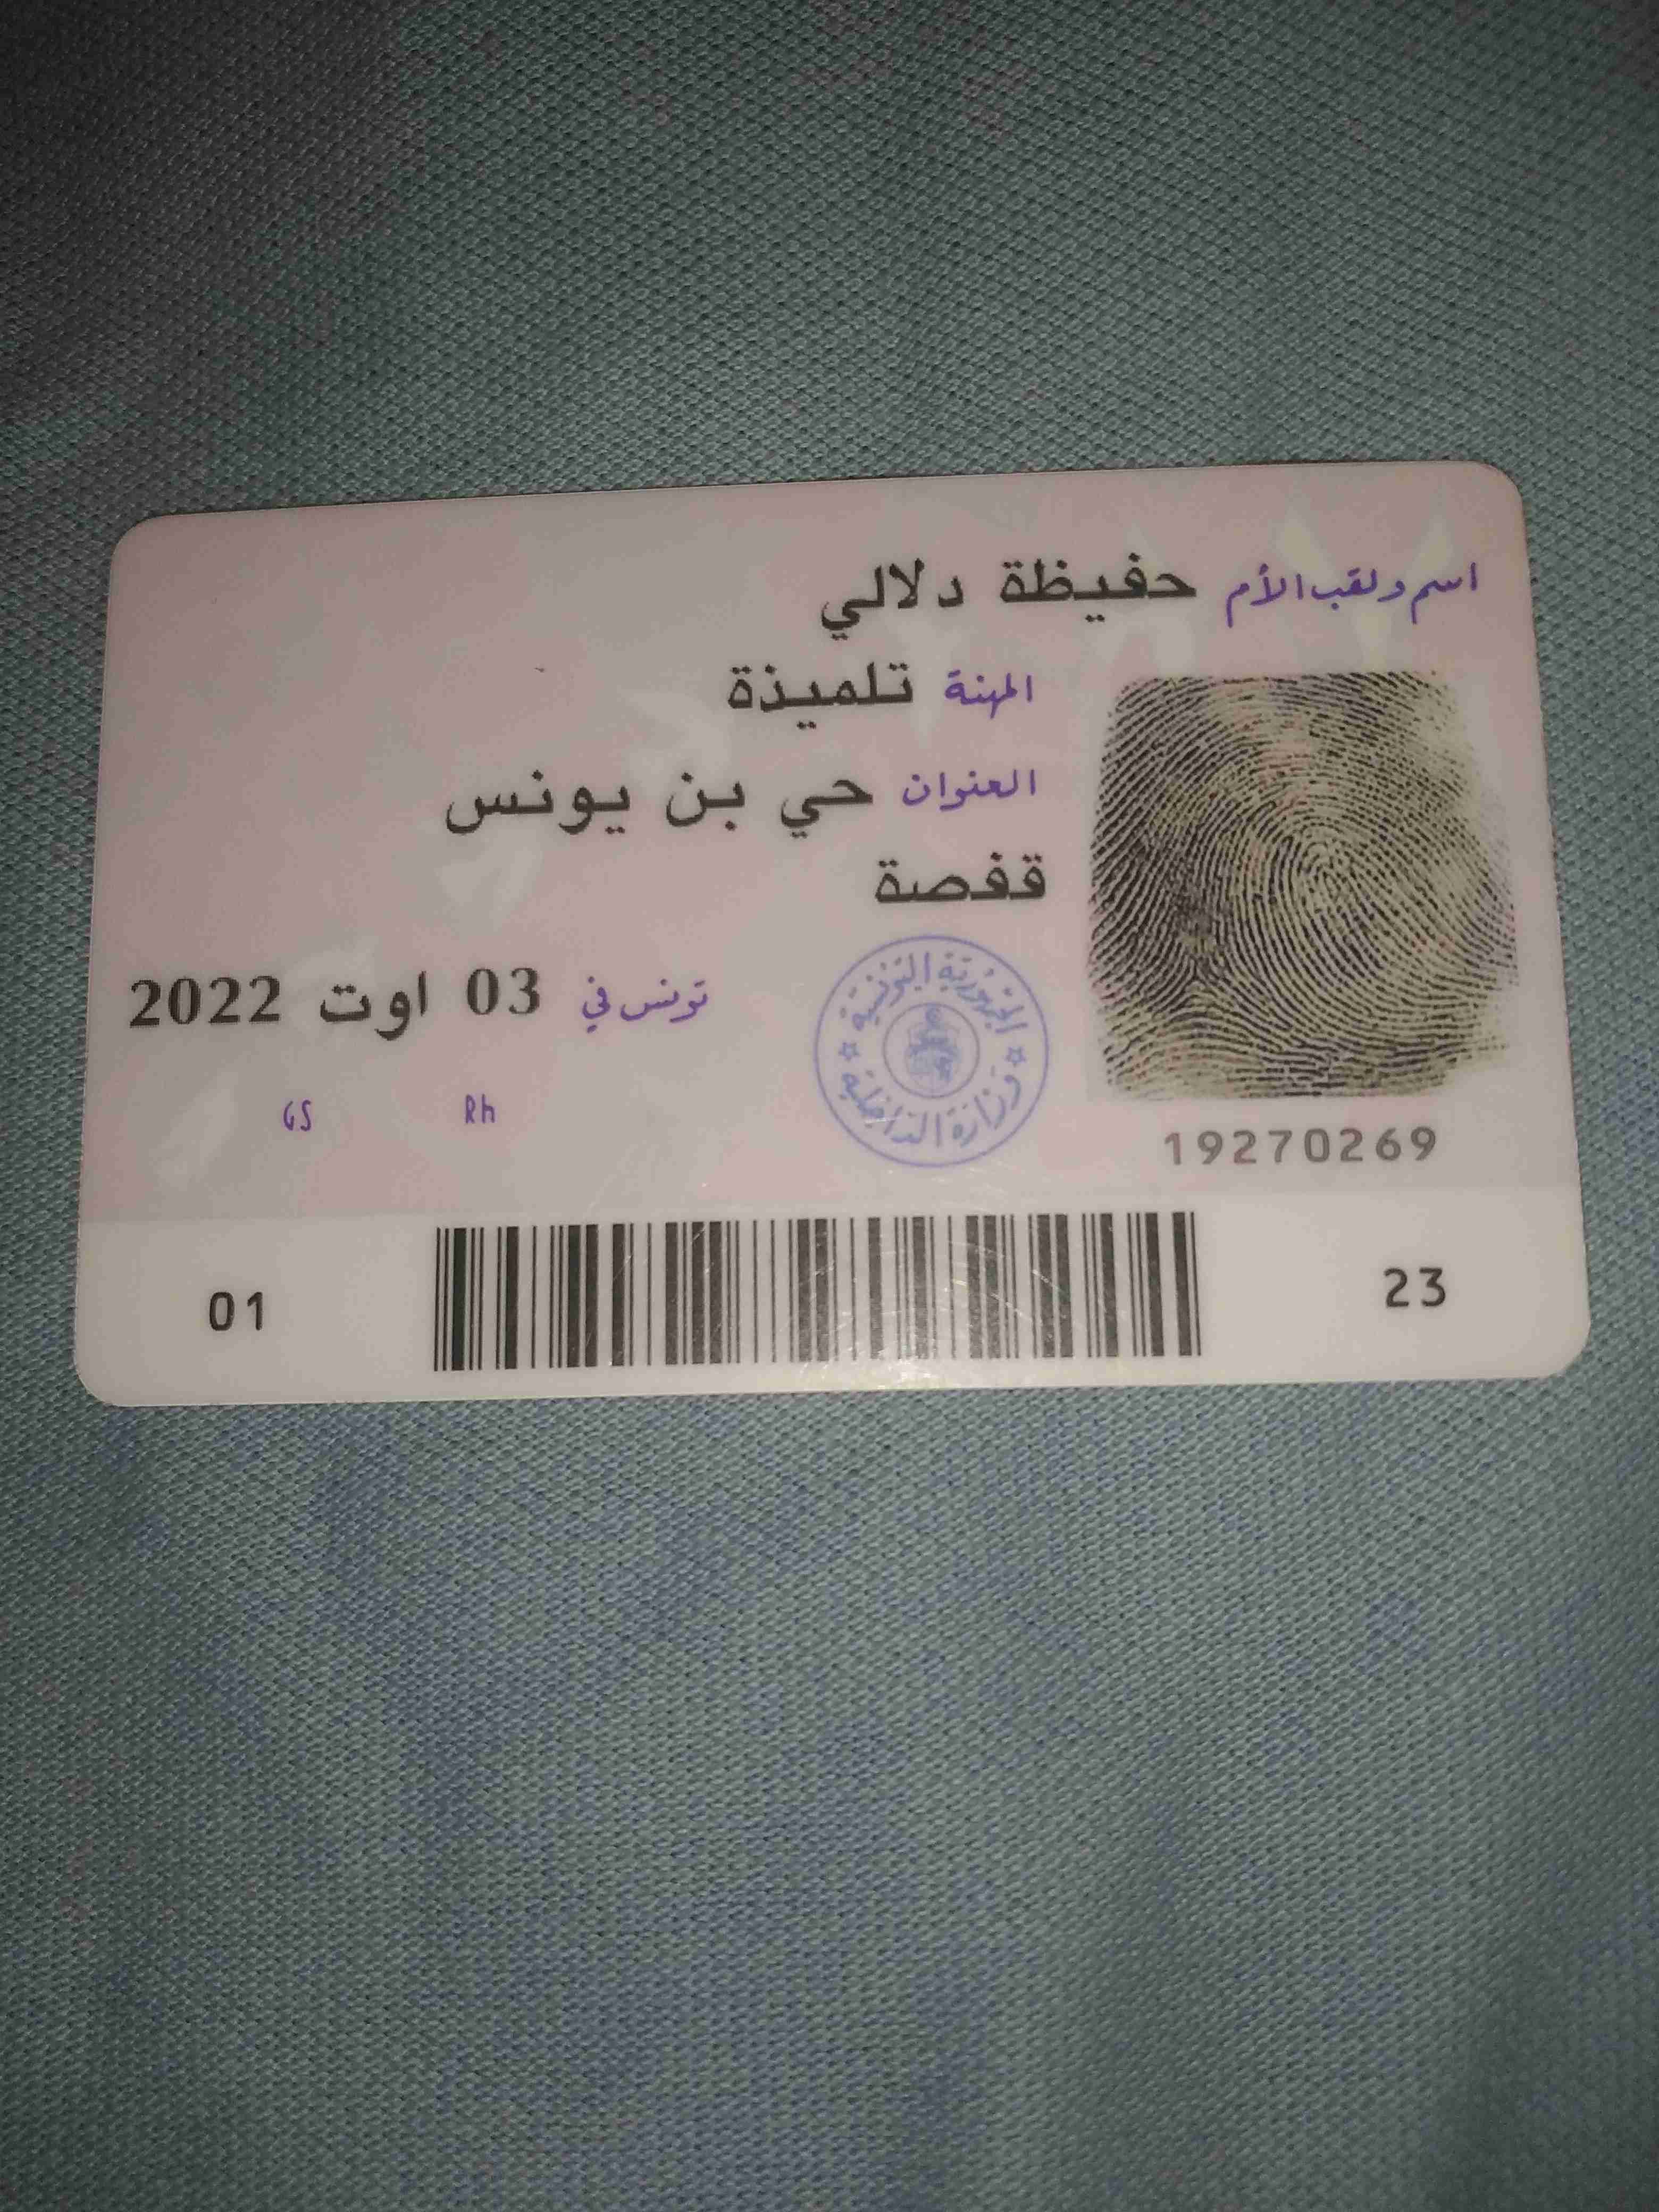 اسم ولقب الأم حفيظة دلالي
المهنة تلميذة
العنوان حي بن يونس
قفصة
تونس في 03 اوت 2022
الجمهورية التونسية
وزارة الداخلية
GS Rh
19270269
01 23